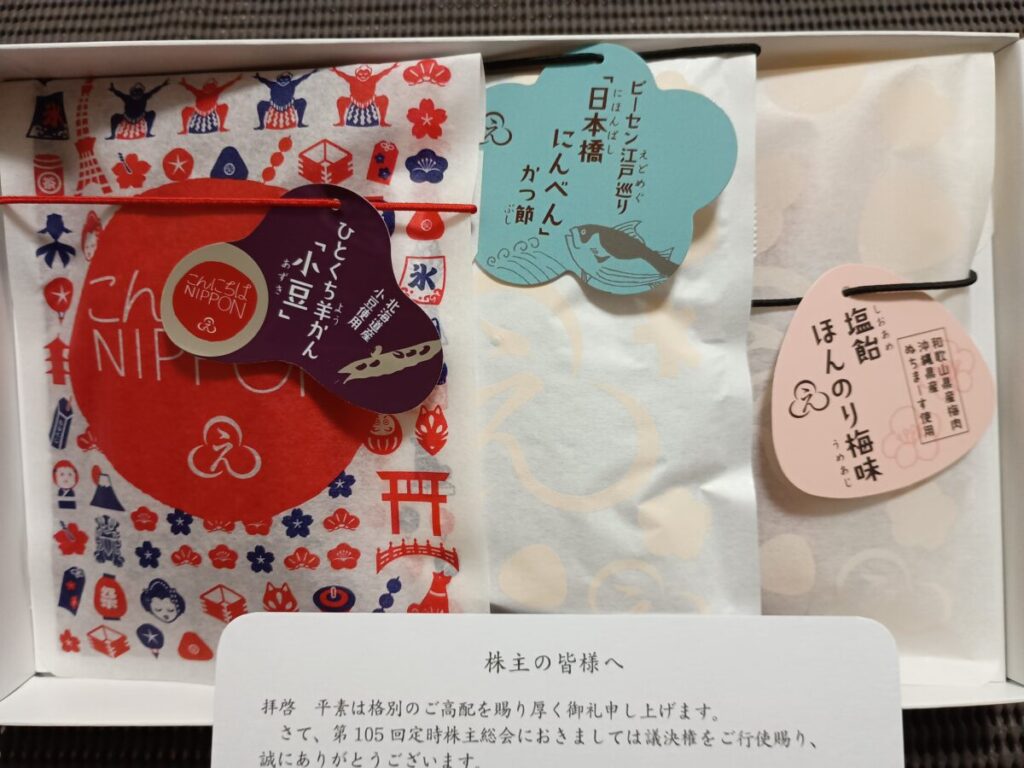 氷
こんにちは
NIPPON
え
氷
祭
こんにちは
NIPPON
え
ひとくち羊かん
よう
「小豆」
あずき
北海道産
小豆使用
え
ビーセン江戸巡り
えどめぐ
「日本橋
にほんばし
にんべん」
かつ節
ぶし
塩飴
しおあめ
ほんのり梅味
うめあじ
え
和歌山県産梅肉
沖縄県産
ぬちまーす使用
株主の皆様へ
拝啓 平素は格別のご高配を賜り厚く御礼申し上げます。
さて、第105回定時株主総会におきましては議決権をご行使賜り、
誠にありがとうございます。